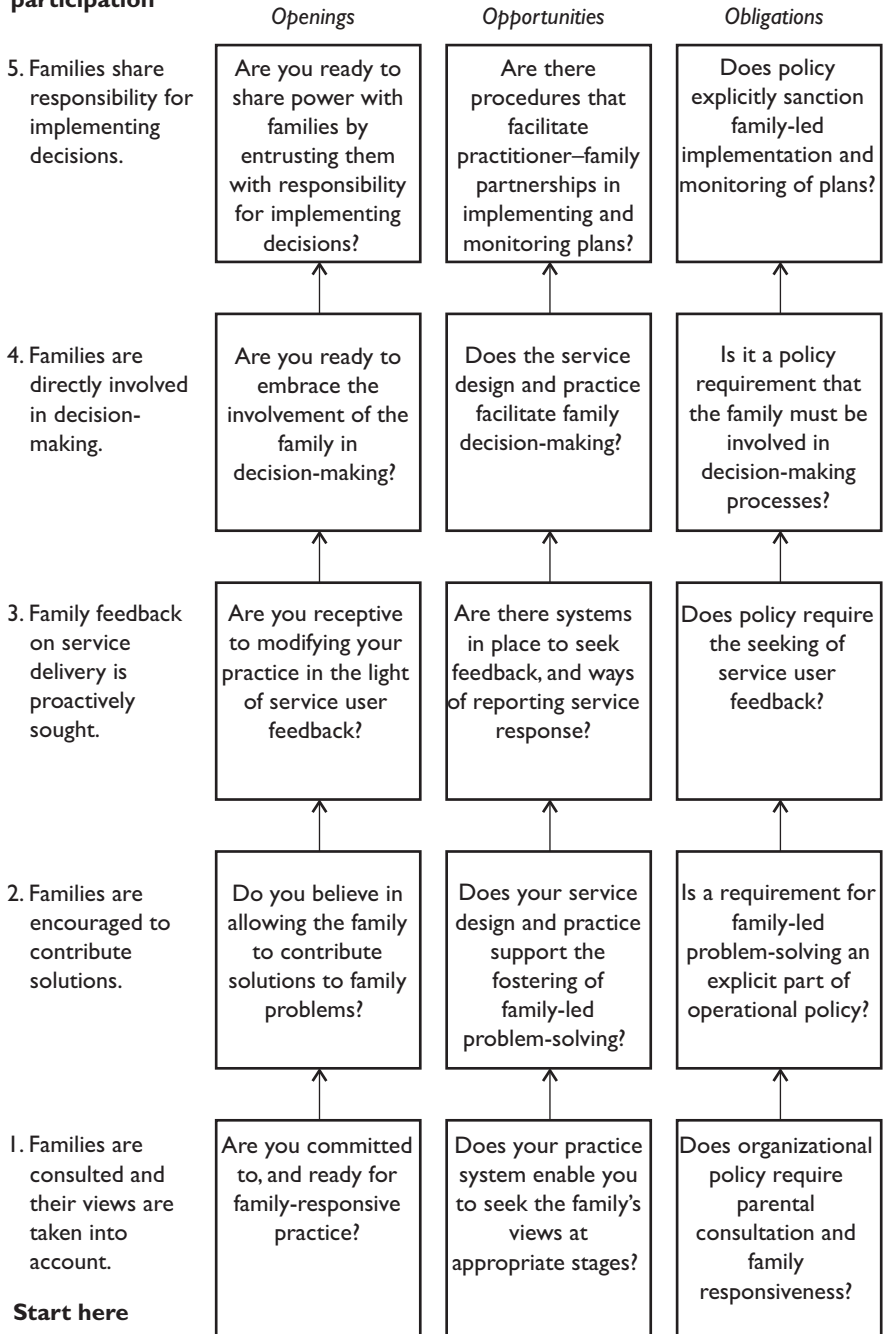 participation
Openings
Opportunities
Obligations
5. Families share
responsibility for
implementing
decisions.
Are you ready to
share power with
families by
entrusting them
with responsibility
for implementing
decisions?
Are there
procedures that
facilitate
practitioner–family
partnerships in
implementing and
monitoring plans?
Does policy
explicitly sanction
family-led
implementation and
monitoring of plans?
4. Families are
directly involved
in decision-
making.
Are you ready to
embrace the
involvement of the
family in
decision-making?
Does the service
design and practice
facilitate family
decision-making?
Is it a policy
requirement that
the family must be
involved in
decision-making
processes?
3. Family feedback
on service
delivery is
proactively
sought.
Are you receptive
to modifying your
practice in the light
of service user
feedback?
Are there systems
in place to seek
feedback, and ways
of reporting service
response?
Does policy require
the seeking of
service user
feedback?
2. Families are
encouraged to
contribute
solutions.
Do you believe in
allowing the family
to contribute
solutions to family
problems?
Does your service
design and practice
support the
fostering of
family-led
problem-solving?
Is a requirement for
family-led
problem-solving an
explicit part of
operational policy?
1. Families are
consulted and
their views are
taken into
account.
Are you committed
to, and ready for
family-responsive
practice?
Does your practice
system enable you
to seek the family’s
views at
appropriate stages?
Does organizational
policy require
parental
consultation and
family
responsiveness?
Start here